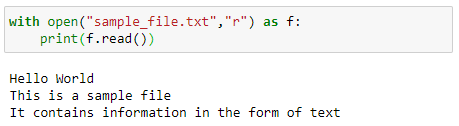 with open("sample_file.txt","r") as f:
    print(f.read())
Hello World
This is a sample file
It contains information in the form of text